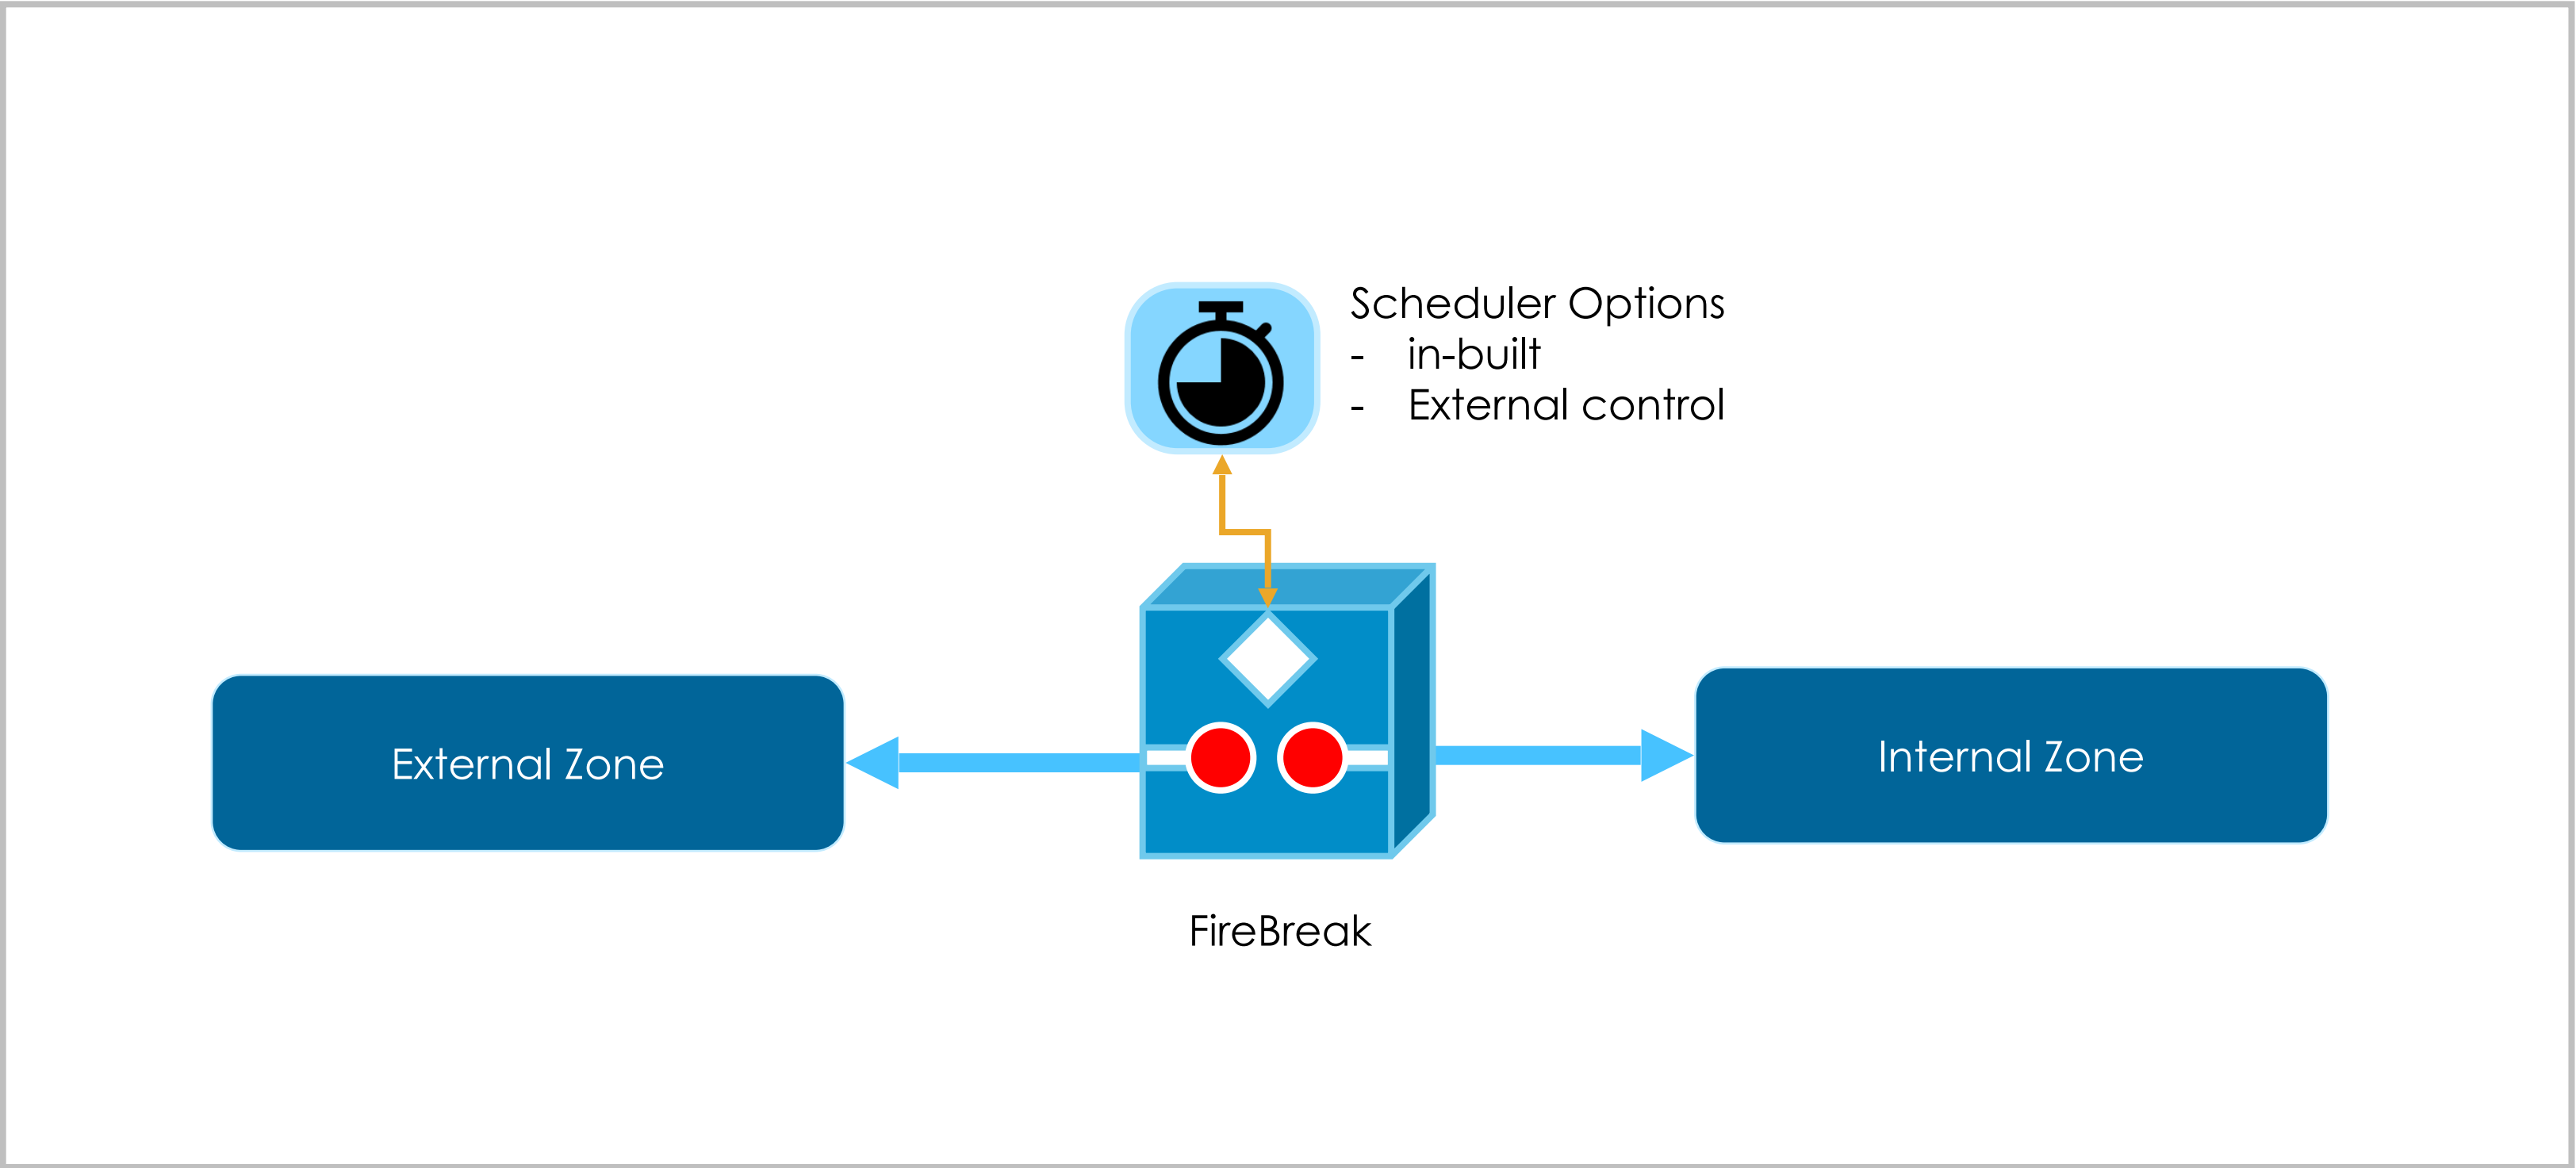 Scheduler Options
- in-built
- External control
External Zone
Internal Zone
FireBreak